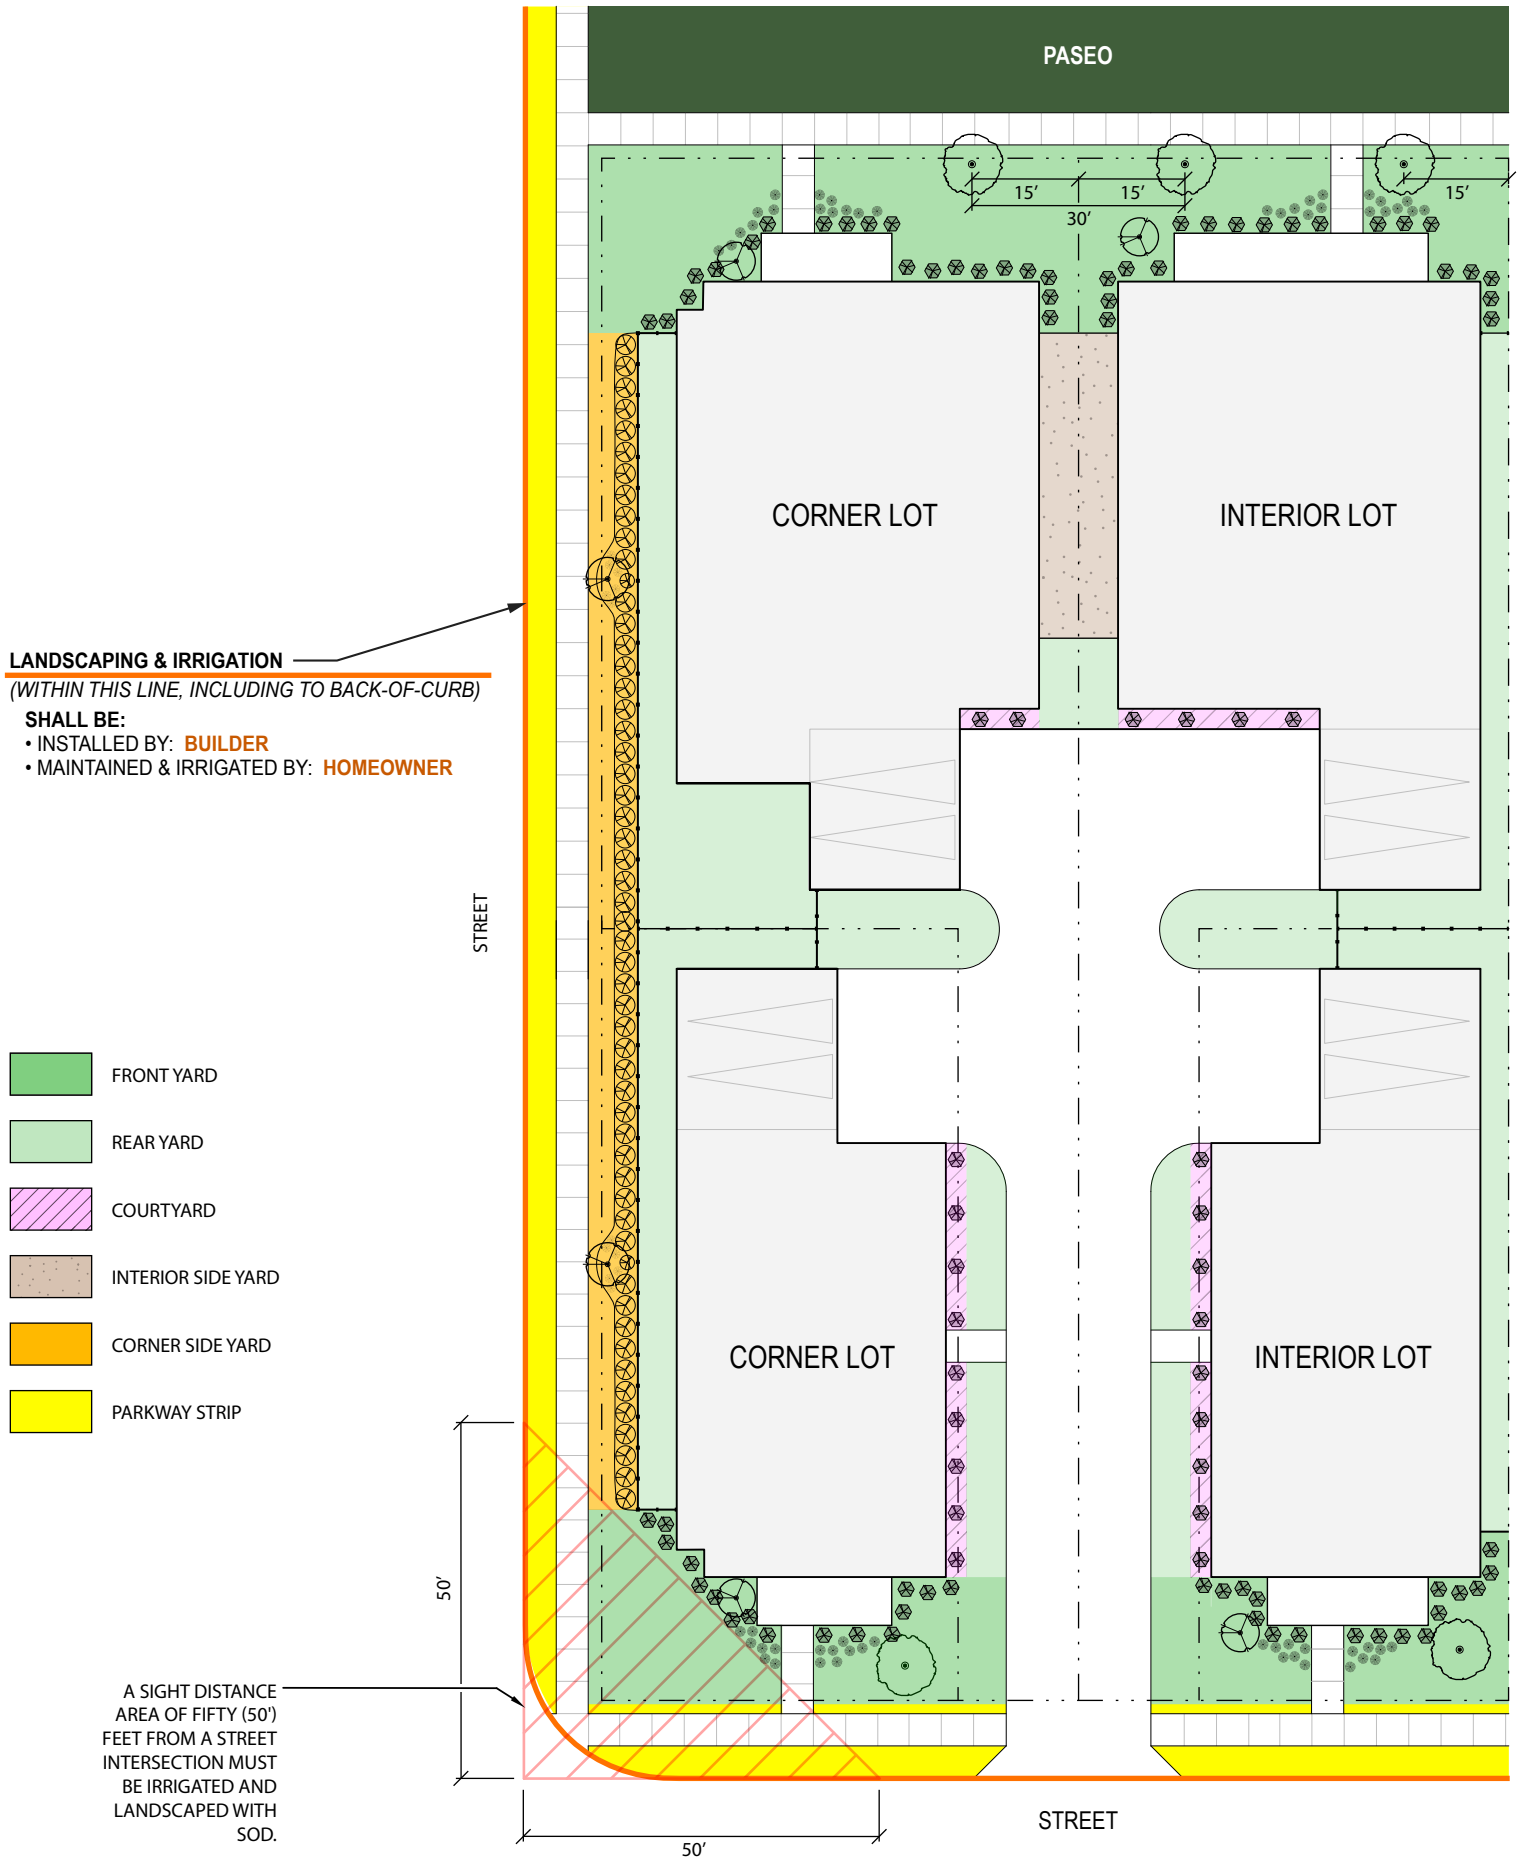 PASEO
15′
15′
15′
30′
CORNER LOT
INTERIOR LOT
LANDSCAPING & IRRIGATION
(WITHIN THIS LINE, INCLUDING TO BACK-OF-CURB)
SHALL BE:
• INSTALLED BY: BUILDER
• MAINTAINED & IRRIGATED BY: HOMEOWNER
STREET
FRONT YARD
REAR YARD
COURTYARD
INTERIOR SIDE YARD
CORNER SIDE YARD
PARKWAY STRIP
CORNER LOT
INTERIOR LOT
50′
A SIGHT DISTANCE
AREA OF FIFTY (50')
FEET FROM A STREET
INTERSECTION MUST
BE IRRIGATED AND
LANDSCAPED WITH
SOD.
STREET
50′